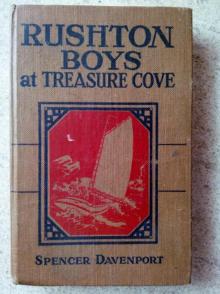 RUSHTON
BOYS
at TREASURE COVE
SPENCER DAVENPORT